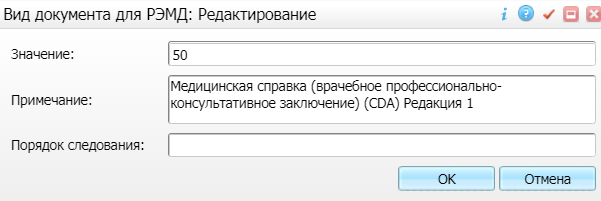 Вид документа для РЭМД: Редактирование
Значение:
50
Примечание:
Медицинская справка (врачебное профессионально-
консультативное заключение) (CDA) Редакция 1
Порядок следования:
OK
Отмена